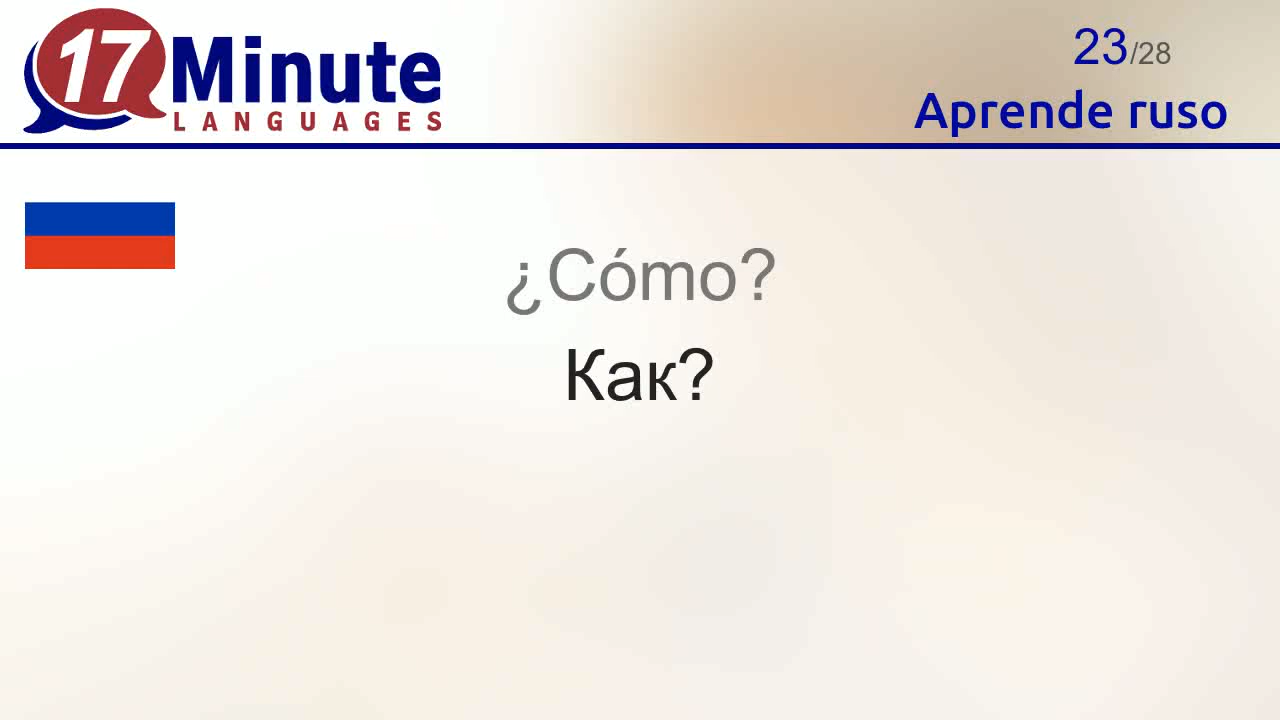 17 Minute
LANGUAGES
23/28
Aprende ruso
¿Cómo?
Как?